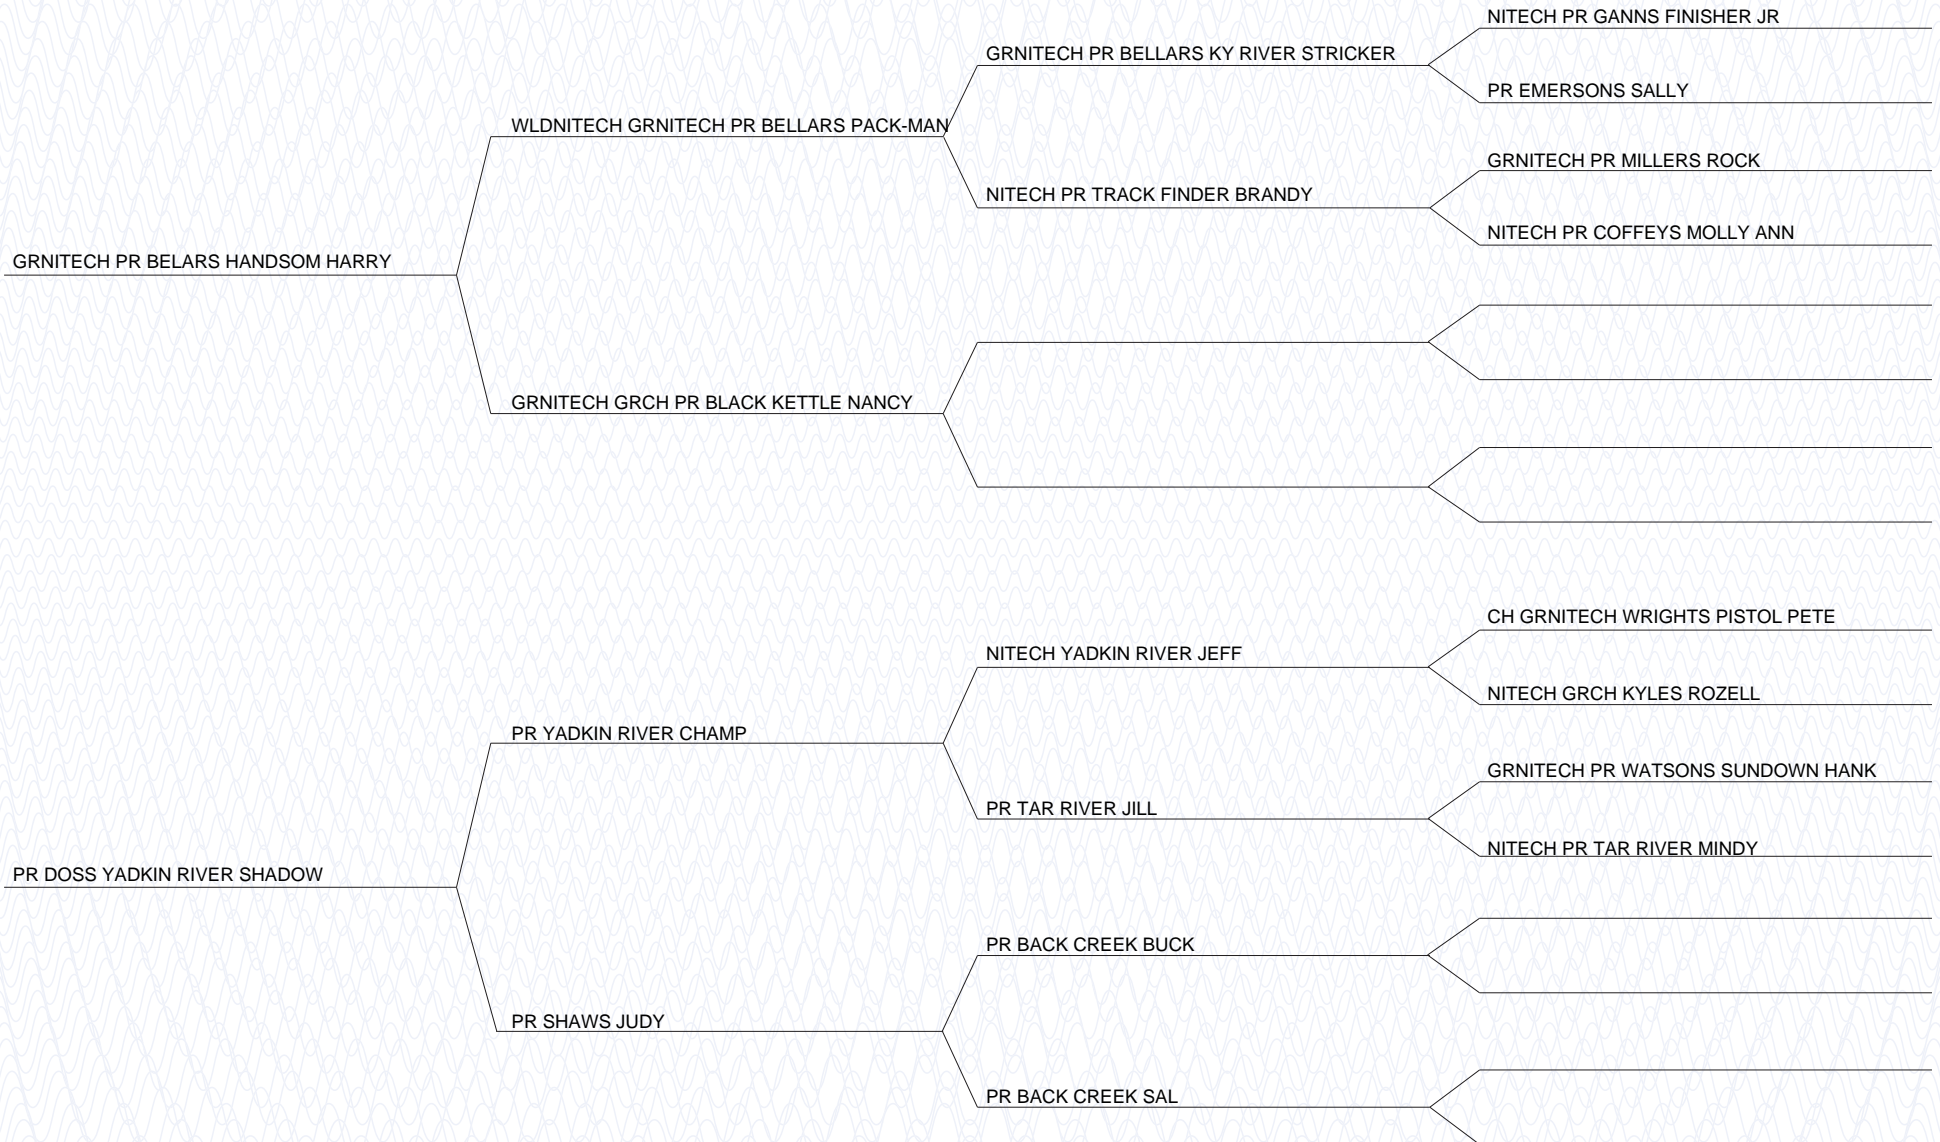 NITECH PR GANNS FINISHER JR
GRNITECH PR BELLARS KY RIVER STRICKER
PR EMERSONS SALLY
WLDNITECH GRNITECH PR BELLARS PACK-MAN
GRNITECH PR MILLERS ROCK
NITECH PR TRACK FINDER BRANDY
NITECH PR COFFEYS MOLLY ANN
GRNITECH PR BELARS HANDSOM HARRY
GRNITECH GRCH PR BLACK KETTLE NANCY
CH GRNITECH WRIGHTS PISTOL PETE
NITECH YADKIN RIVER JEFF
NITECH GRCH KYLES ROZELL
PR YADKIN RIVER CHAMP
GRNITECH PR WATSONS SUNDOWN HANK
PR TAR RIVER JILL
NITECH PR TAR RIVER MINDY
PR DOSS YADKIN RIVER SHADOW
PR BACK CREEK BUCK
PR SHAWS JUDY
PR BACK CREEK SAL